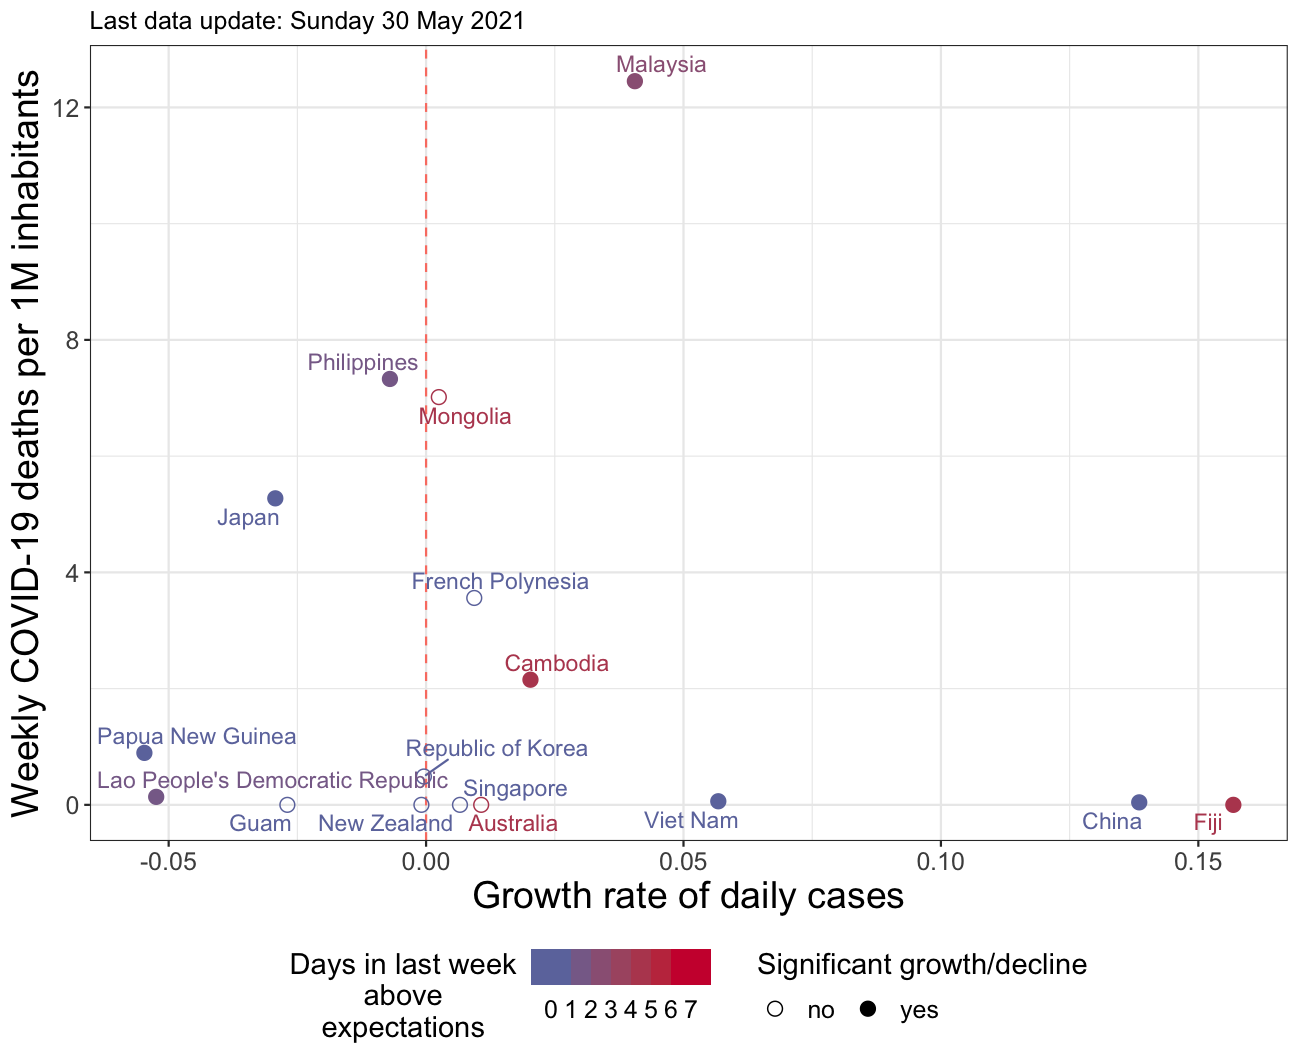 Last data update: Sunday 30 May 2021
Weekly COVID-19 deaths per 1M inhabitants
12
8
4
0
Malaysia
Philippines
Mongolia
Japan
French Polynesia
Cambodia
Papua New Guinea
Republic of Korea
Lao People's Democratic Republic
Singapore
Guam
New Zealand
Australia
Viet Nam
China
Fiji
-0.05
0.00
0.05
0.10
0.15
Growth rate of daily cases
Days in last week
above
expectations
0 1 2 3 4 5 6 7
Significant growth/decline
no
yes